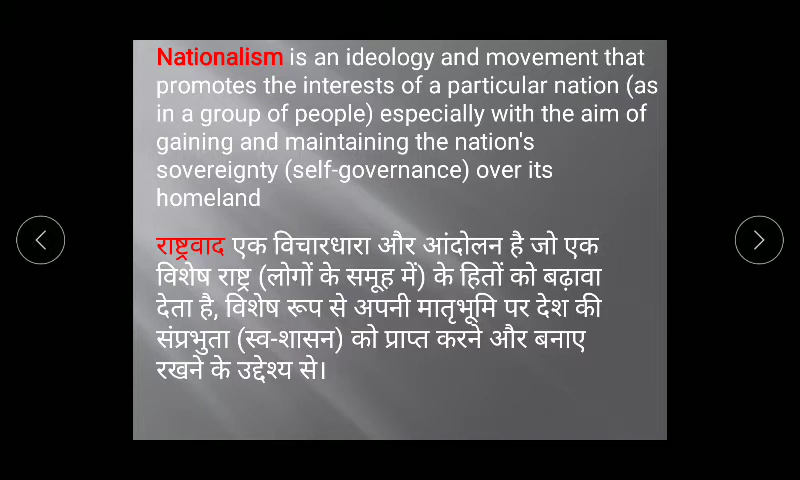 Nationalism is an ideology and movement that
promotes the interests of a particular nation (as
in a group of people) especially with the aim of
gaining and maintaining the nation's
sovereignty (self-governance) over its
homeland
राष्ट्रवाद एक विचारधारा और आंदोलन है जो एक
विशेष राष्ट्र (लोगों के समूह में) के हितों को बढ़ावा
देता है, विशेष रूप से अपनी मातृभूमि पर देश की
संप्रभुता (स्व-शासन) को प्राप्त करने और बनाए
रखने के उद्देश्य से।